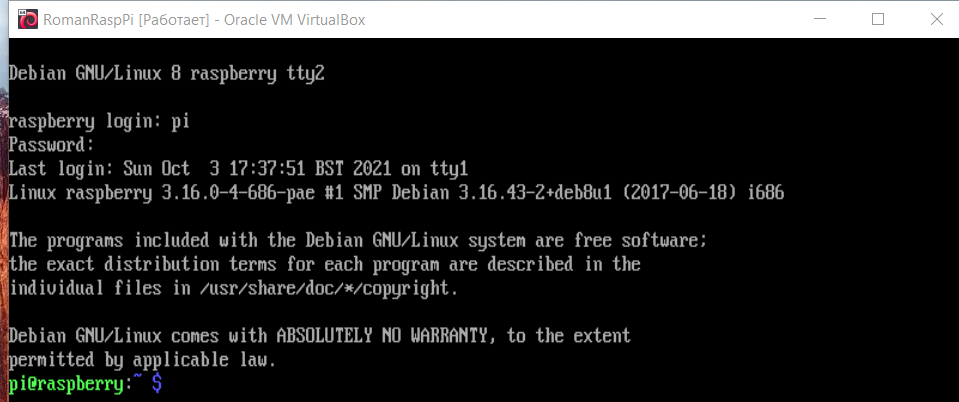 RomanRaspPi [Работает] - Oracle VM VirtualBox
Debian GNU/Linux 8 raspberry tty2
raspberry login: pi
Password:
Last login: Sun Oct  3 17:37:51 BST 2021 on tty1
Linux raspberry 3.16.0-4-686-pae #1 SMP Debian 3.16.43-2+deb8u1 (2017-06-18) i686
The programs included with the Debian GNU/Linux system are free software;
the exact distribution terms for each program are described in the
individual files in /usr/share/doc/*/copyright.
Debian GNU/Linux comes with ABSOLUTELY NO WARRANTY, to the extent
permitted by applicable law.
pi@raspberry:~ $